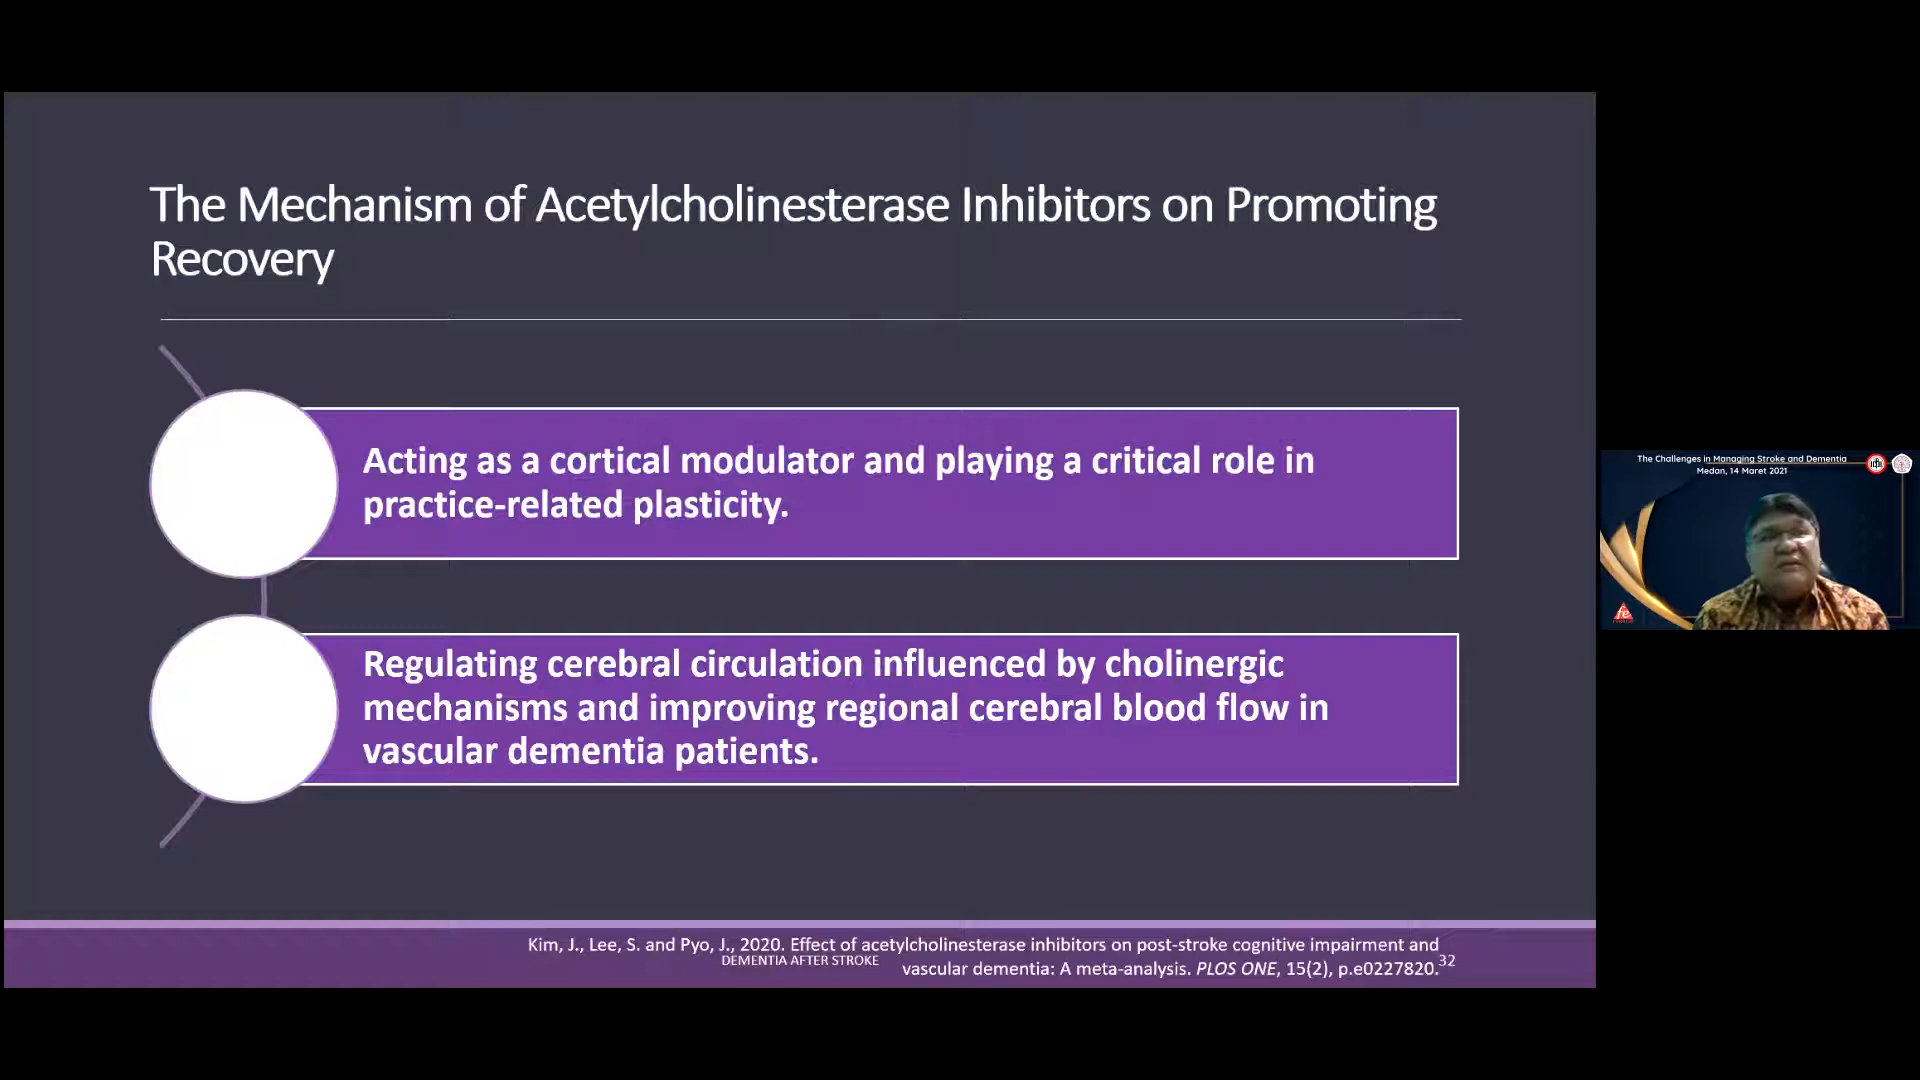 The Mechanism of Acetylcholinesterase Inhibitors on Promoting
Recovery
Acting as a cortical modulator and playing a critical role in
practice-related plasticity.
Regulating cerebral circulation influenced by cholinergic
mechanisms and improving regional cerebral blood flow in
vascular dementia patients.
Kim, J., Lee, S. and Pyo, J., 2020. Effect of acetylcholinesterase inhibitors on post-stroke cognitive impairment and
vascular dementia: A meta-analysis. PLOS ONE, 15(2), p.e0227820.
DEMENTIA AFTER STROKE
32
The Challenges in Managing Stroke and Dementia
Medan, 14 Maret 2021